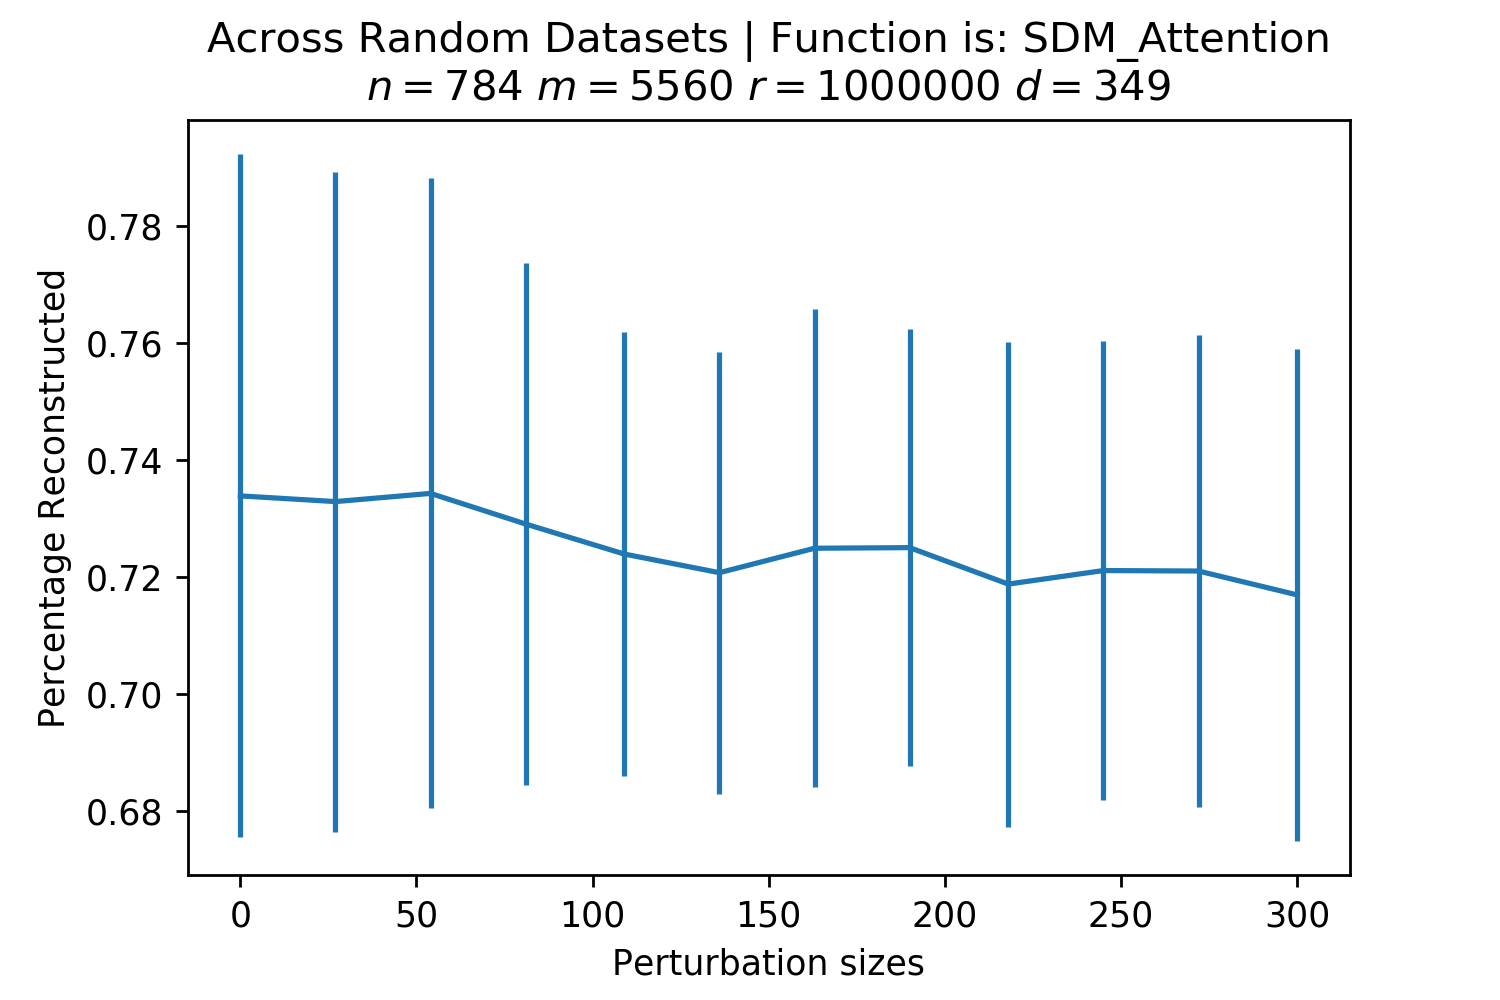 Across Random Datasets | Function is: SDM_Attention
n = 784 m = 5560 r = 1000000 d = 349
Percentage Reconstructed
0.78
0.76
0.74
0.72
0.70
0.68
0 50 100 150 200 250 300
Perturbation sizes